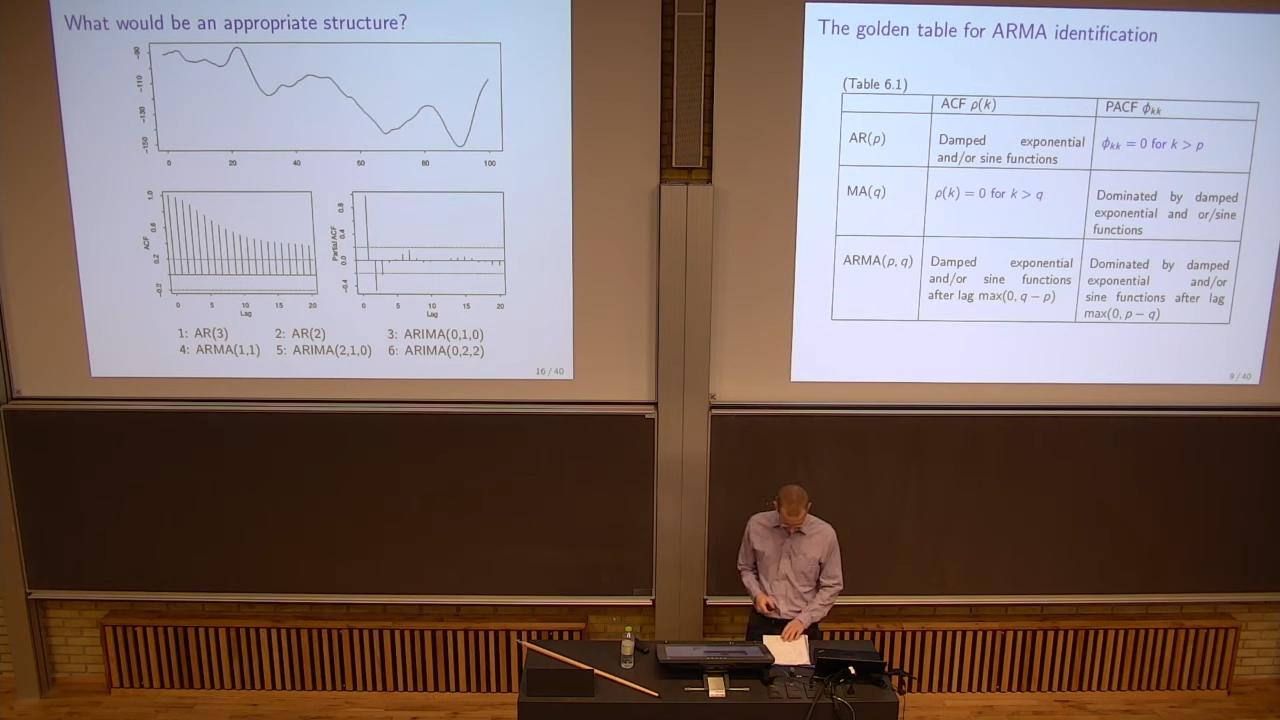 What would be an appropriate structure?
-90
-110
-130
-150
0 20 40 60 80 100
ACF
1.0
0.6
0.2
-0.2
0 5 10 15 20
Lag
Partial ACF
0.8
0.4
0.0
-0.4
5 10 15 20
Lag
1: AR(3) 2: AR(2) 3: ARIMA(0,1,0)
4: ARMA(1,1) 5: ARIMA(2,1,0) 6: ARIMA(0,2,2)
16 / 40
The golden table for ARMA identification
(Table 6.1)
ACF ρ(k) PACF ϕkk
AR(p) Damped exponential ϕkk = 0 for k > p
and/or sine functions
MA(q) ρ(k) = 0 for k > q Dominated by damped
exponential and or/sine
functions
ARMA(p, q) Damped exponential Dominated by damped
and/or sine functions exponential and/or
after lag max(0, q − p) sine functions after lag
max(0, p − q)
9 / 40